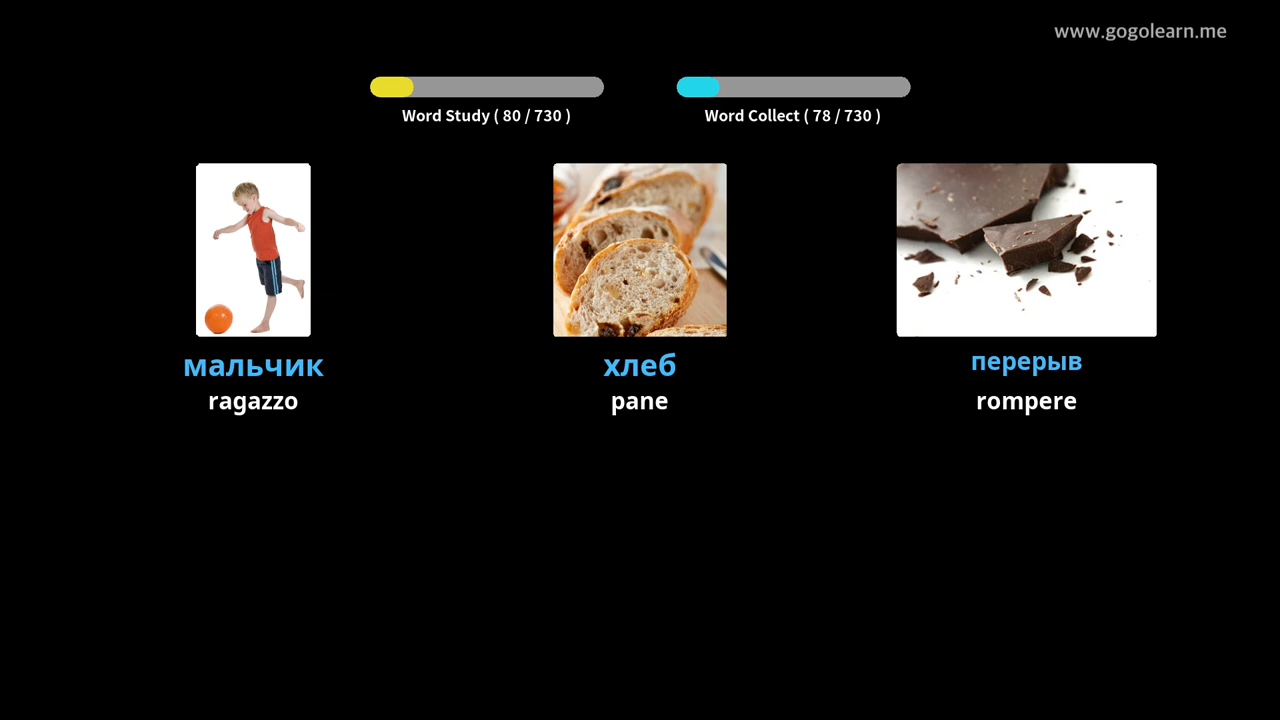 www.gogolearn.me
Word Study ( 80 / 730 )
Word Collect ( 78 / 730 )
мальчик
ragazzo
хлеб
pane
перерыв
rompere